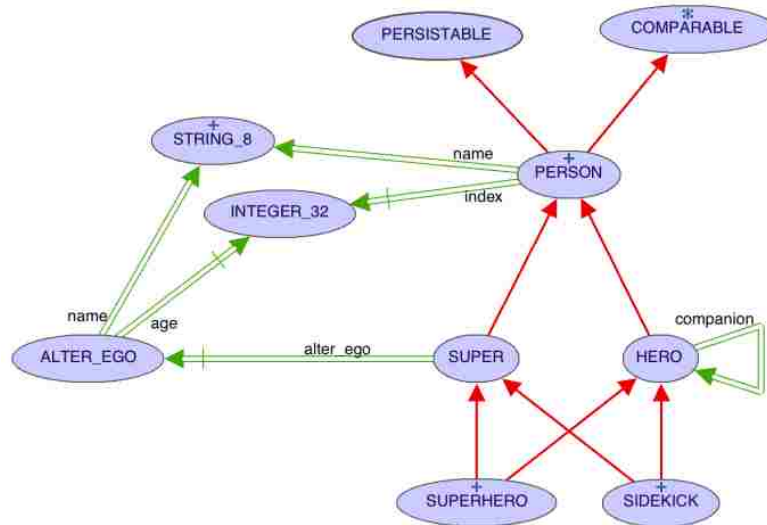 PERSISTABLE
*
COMPARABLE
+
STRING_8
name
+
PERSON
INTEGER_32
index
name
age
companion
ALTER_EGO
alter_ego
SUPER
HERO
+
SUPERHERO
+
SIDEKICK